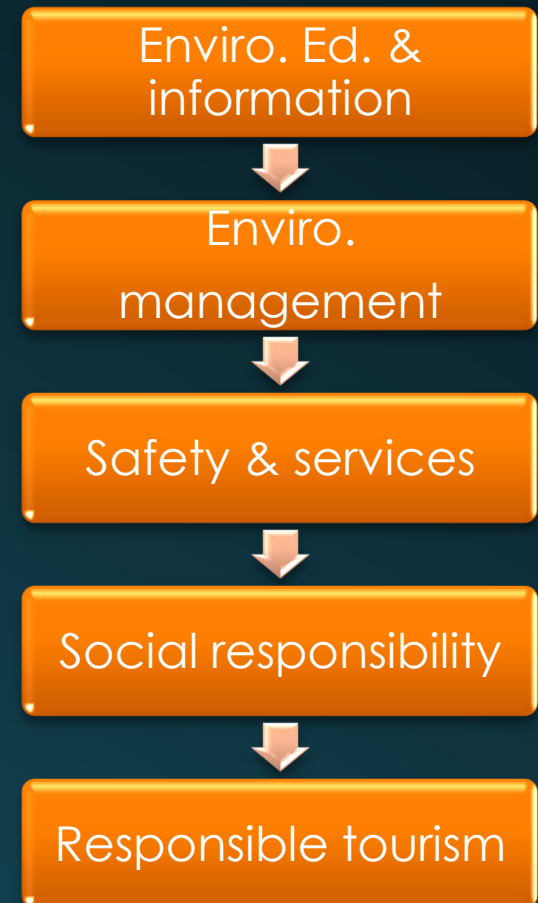 Enviro. Ed. &
information
Enviro.
management
Safety & services
Social responsibility
Responsible tourism